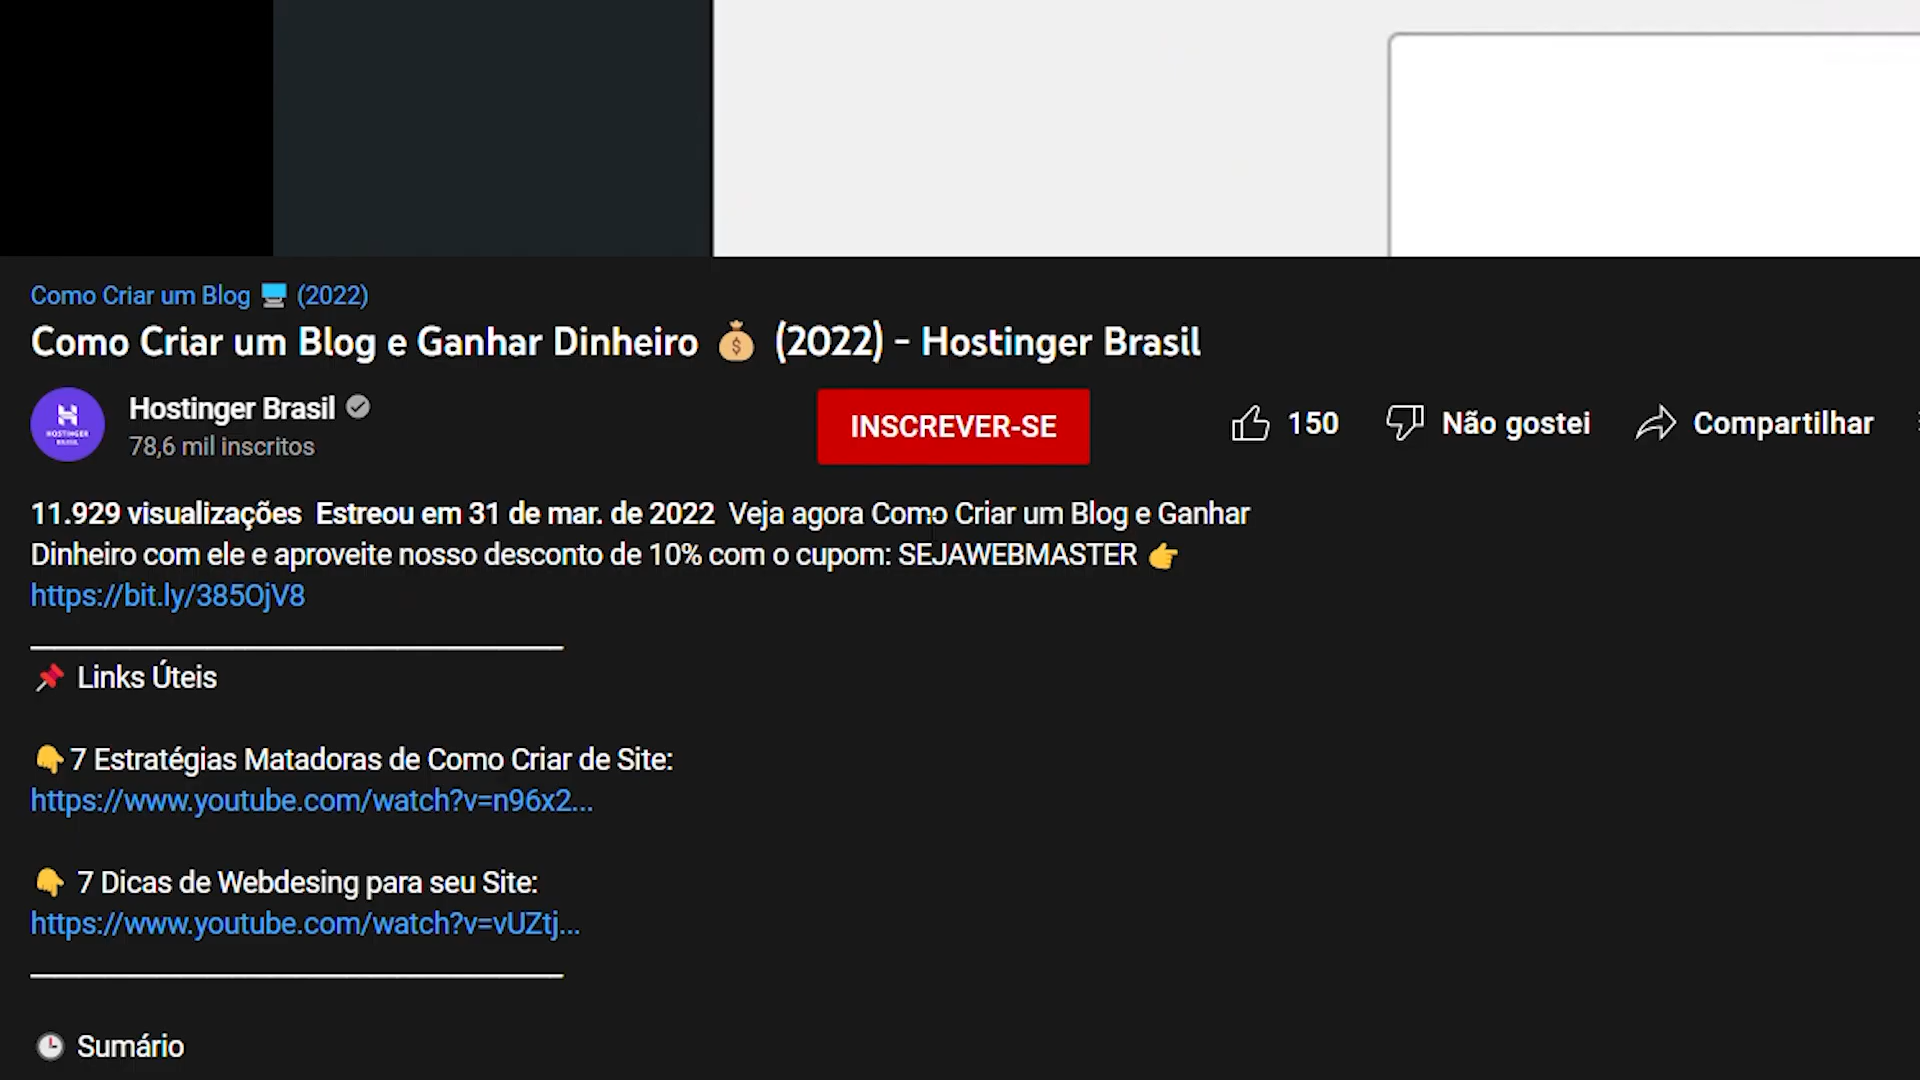 Como Criar um Blog 💻 (2022)
Como Criar um Blog e Ganhar Dinheiro 💰 (2022) - Hostinger Brasil
HOSTINGER
BRASIL
Hostinger Brasil
78,6 mil inscritos
INSCREVER-SE
150
Não gostei
Compartilhar
11.929 visualizações Estreou em 31 de mar. de 2022 Veja agora Como Criar um Blog e Ganhar
Dinheiro com ele e aproveite nosso desconto de 10% com o cupom: SEJAWEBMASTER 👉
https://bit.ly/385OjV8
📌 Links Úteis
👇7 Estratégias Matadoras de Como Criar de Site:
https://www.youtube.com/watch?v=n96x2...
👇 7 Dicas de Webdesing para seu Site:
https://www.youtube.com/watch?v=vUZtj...
🕒 Sumário